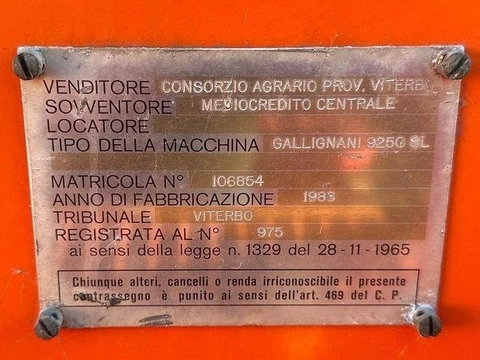 VENDITORE CONSORZIO AGRARIO PROV. VITERBO
SOVVENTORE MEDIOCREDITO CENTRALE
LOCATORE
TIPO DELLA MACCHINA GALLIGNANI 9250 SL
MATRICOLA N° 106854
ANNO DI FABBRICAZIONE 1983
TRIBUNALE VITERBO
REGISTRATA AL N° 975
ai sensi della legge n. 1329 del 28-11-1965
Chiunque alteri, cancelli o renda irriconoscibile il presente
contrassegno è punito ai sensi dell'art. 469 del C. P.